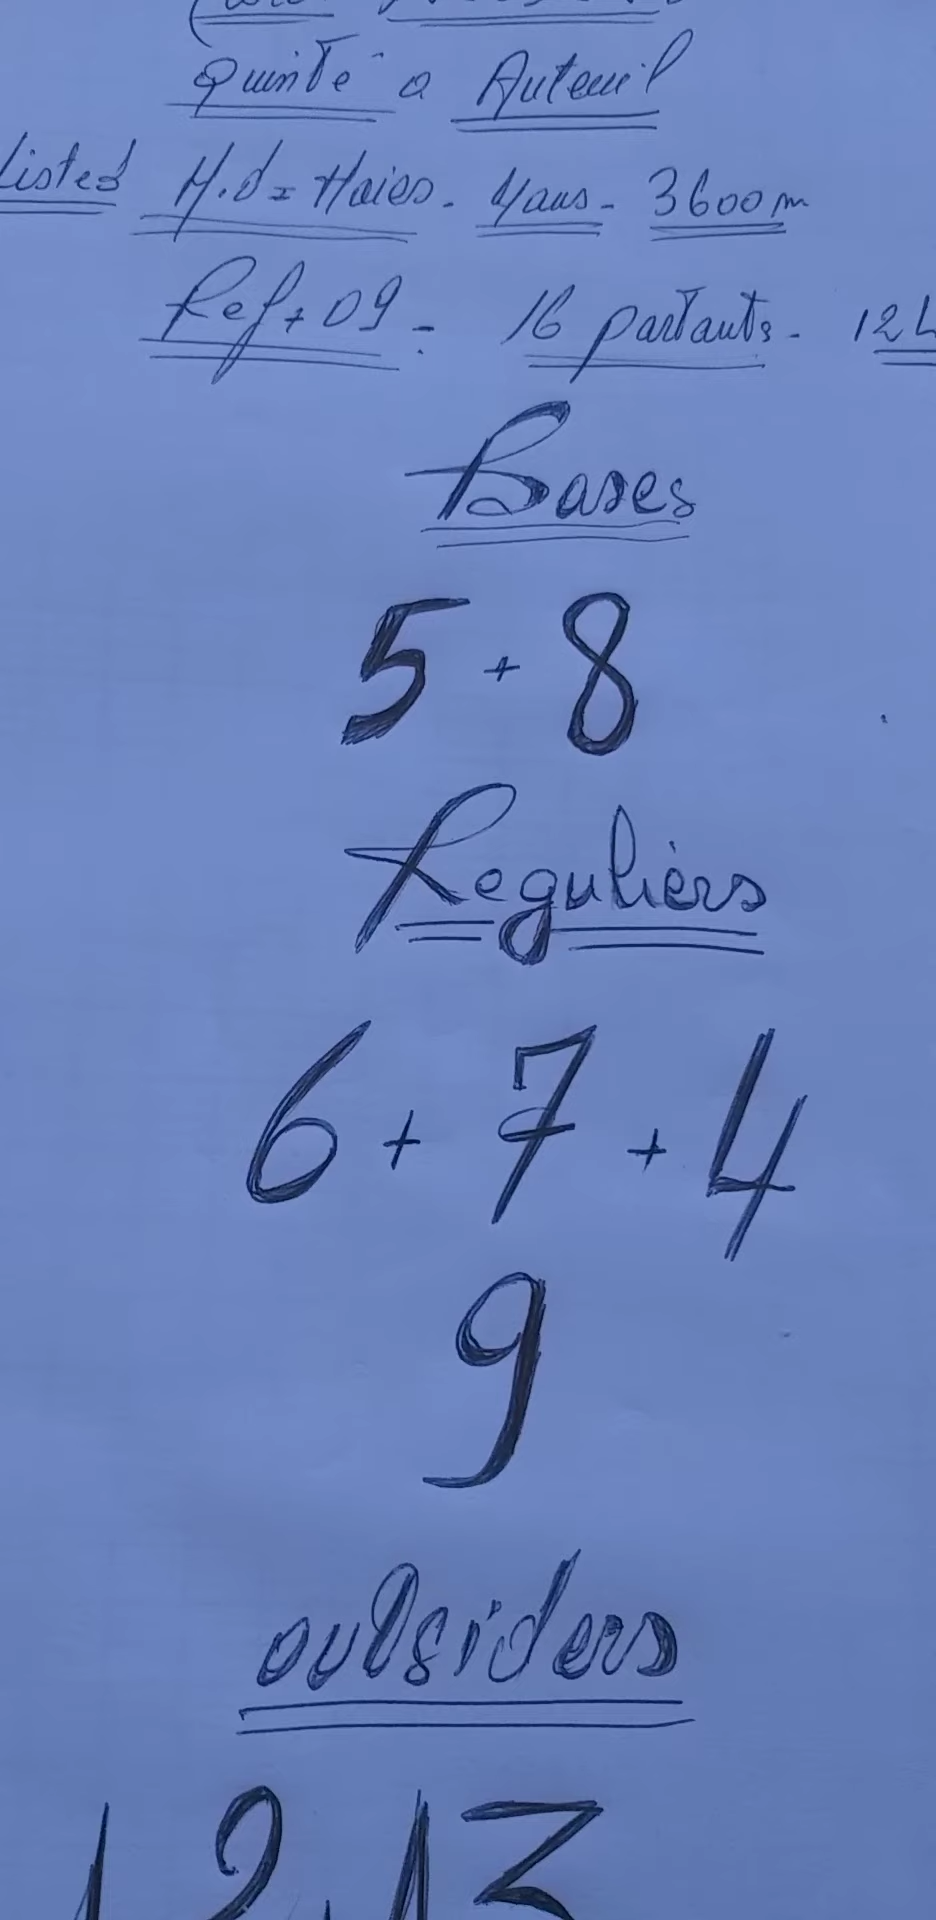 Quinté a Auteuil
Listed H.d= Haies. 4ans - 3600m
Ref + 09 - 16 partants - 12h
Bases
5 + 8
Reguliers
6 + 7 + 4
9
outsiders
12.13